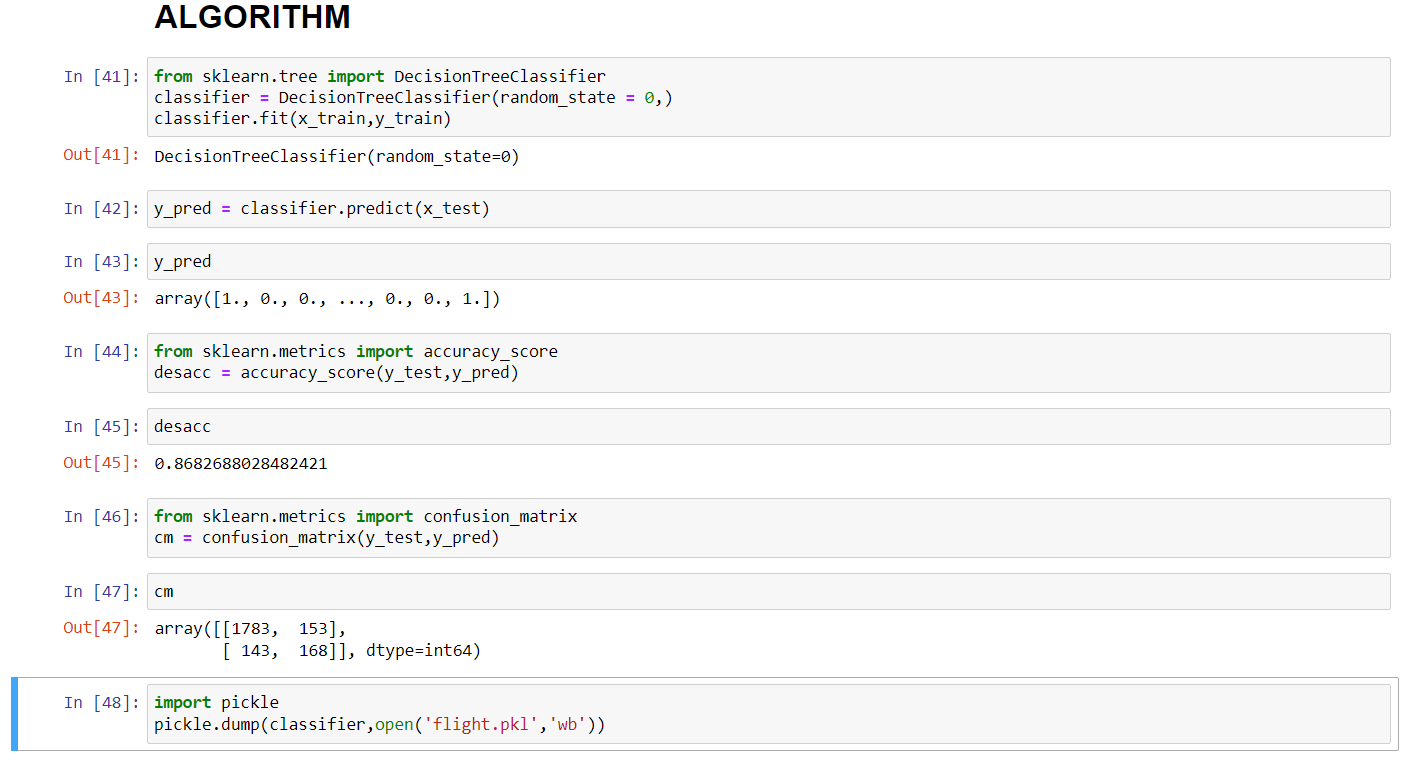 ALGORITHM
In [41]: from sklearn.tree import DecisionTreeClassifier
classifier = DecisionTreeClassifier(random_state = 0,)
classifier.fit(x_train,y_train)
Out[41]: DecisionTreeClassifier(random_state=0)
In [42]: y_pred = classifier.predict(x_test)
In [43]: y_pred
Out[43]: array([1., 0., 0., ..., 0., 0., 1.])
In [44]: from sklearn.metrics import accuracy_score
desacc = accuracy_score(y_test,y_pred)
In [45]: desacc
Out[45]: 0.8682688028482421
In [46]: from sklearn.metrics import confusion_matrix
cm = confusion_matrix(y_test,y_pred)
In [47]: cm
Out[47]: array([[1783,  153],
       [ 143,  168]], dtype=int64)
In [48]: import pickle
pickle.dump(classifier,open('flight.pkl','wb'))